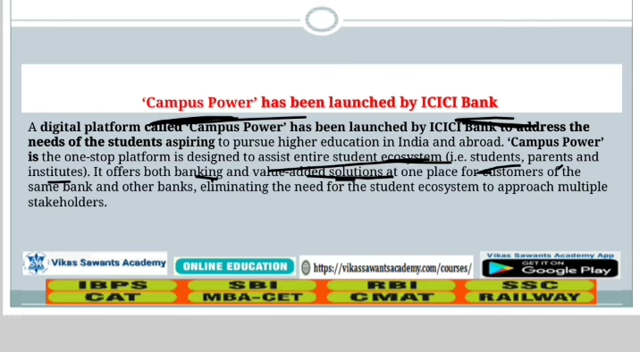 ‘Campus Power’ has been launched by ICICI Bank
A digital platform called ‘Campus Power’ has been launched by ICICI Bank to address the
needs of the students aspiring to pursue higher education in India and abroad. ‘Campus Power’
is the one-stop platform is designed to assist entire student ecosystem (i.e. students, parents and
institutes). It offers both banking and value-added solutions at one place for customers of the
same bank and other banks, eliminating the need for the student ecosystem to approach multiple
stakeholders.
Vikas Sawants Academy
ONLINE EDUCATION
https://vikassawantsacademy.com/courses/
Vikas Sawants Academy App
GET IT ON
Google Play
IBPS SBI RBI SSC
CAT MBA-CET CMAT RAILWAY